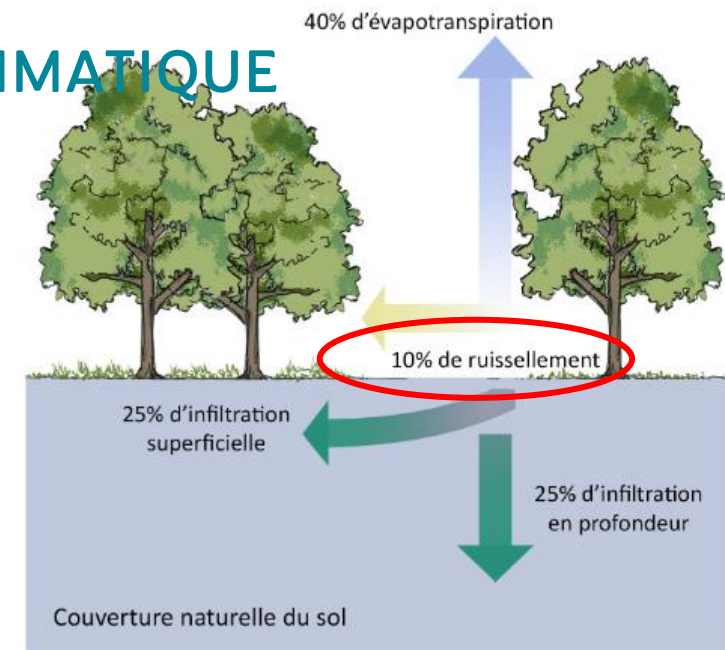 40% d'évapotranspiration
IMATIQUE
10% de ruissellement
25% d'infiltration
superficielle
25% d'infiltration
en profondeur
Couverture naturelle du sol